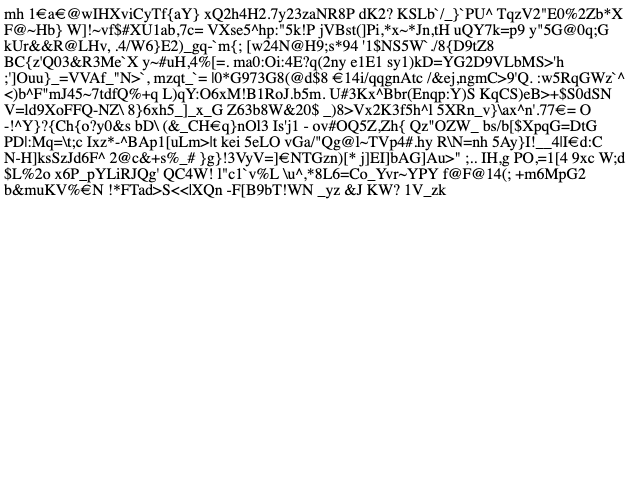 mh 1€a€@wIHXviCyTf{aY} xQ2h4H2.7y23zaNR8P dK2? KSLb`/_}`PU^ TqzV2"E0%2Zb*X
F@~Hb} W]!~vf$#XU1ab,7c= VXse5^hp:"5k!P jVBst(]Pi,*x~*Jn,tH uQY7k=p9 y"5G@0q;G
kUr&&R@LHv, .4/W6}E2)_gq-`m{; [w24N@H9;s*94 '1$NS5W`./8{D9tZ8
BC{z'Q03&R3Me`X y~#uH,4%[=. ma0:Oi:4E?q(2ny e1E1 sy1)kD=YG2D9VLbMS>'h
;']Ouu}_=VVAf_"N>`, mzqt_`= l0*G973G8(@d$8 €14i/qqgnAtc /&ej,ngmC>9'Q. :w5RqGWz`^
<)b^F"mJ45~7tdfQ%+q L)qY:O6xM!B1RoJ.b5m. U#3Kx^Bbr(Enqp:Y)S KqCS)eB>+$S0dSN
V=ld9XoFFQ-NZ\ 8}6xh5_]_x_G Z63b8W&20$ _)8>Vx2K3f5h^l 5XRn_v}\ax^n'.77€= O
-!^Y}?{Ch{o?y0&s bD\ (&_CH€q}nOl3 Is'j1 - ov#OQ5Z,Zh{ Qz"OZW_ bs/b[$XpqG=DtG
PD|:Mq=\t;c Ixz*-^BAp1[uLm>|t kei 5eLO vGa/"Qg@l~TVp4#.hy R\N=nh 5Ay}I!__4|I€d:C
N-H]ksSzJd6F^ 2@c&+s%_# }g}!3VyV=]€NTGzn)[* j]EI]bAG]Au>" ;.. IH,g PO,=1[4 9xc W;d
$L%2o x6P_pYLiRJQg' QC4W! l"c1`v%L \u^,*8L6=Co_Yvr~YPY f@F@14(; +m6MpG2
b&muKV%€N !*FTad>S<<|XQn -F[B9bT!WN _yz &J KW? 1V_zk